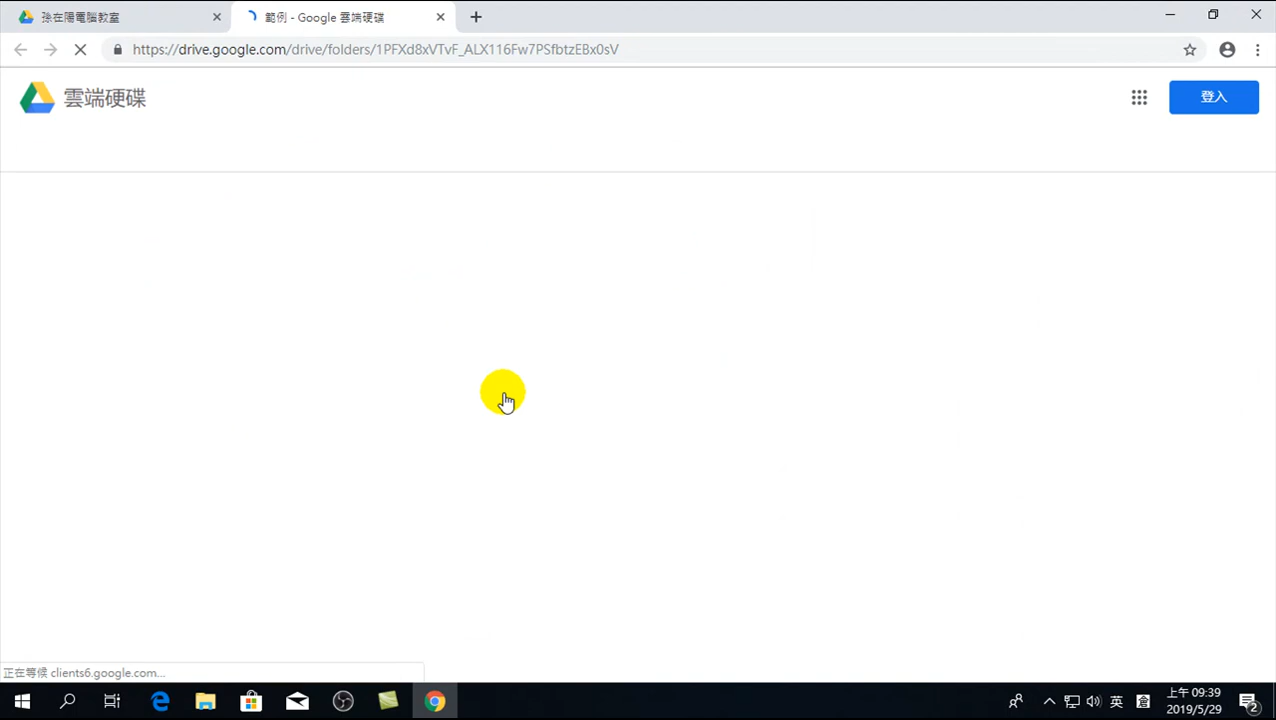 孫在陽電腦教室
範例 - Google 雲端硬碟
https://drive.google.com/drive/folders/1PFXd8xVTvF_ALX116Fw7PSfbtzEBx0sV
雲端硬碟
登入
正在等候 clients6.google.com...
英
倉
上午 09:39
2019/5/29
2